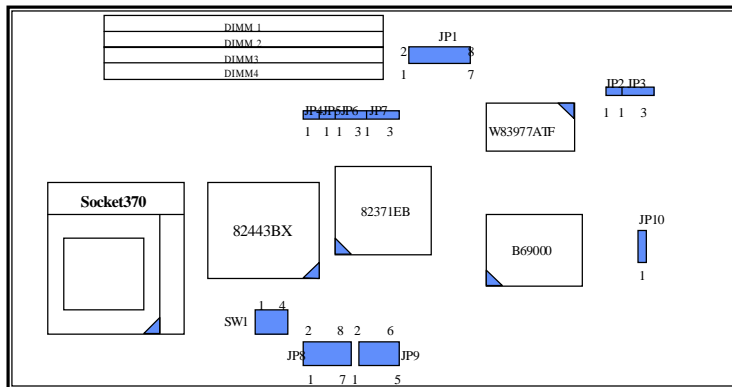 DIMM 1
DIMM 2
DIMM3
DIMM4
JP1
2 8
1 7
JP2 JP3
1 1 3
JP4 JP5 JP6 JP7
1 1 1 3 1 3
W83977ATF
Socket370
82443BX
82371EB
B69000
JP10
1
1 4
SW1
2 8 2 6
JP8 JP9
1 7 1 5